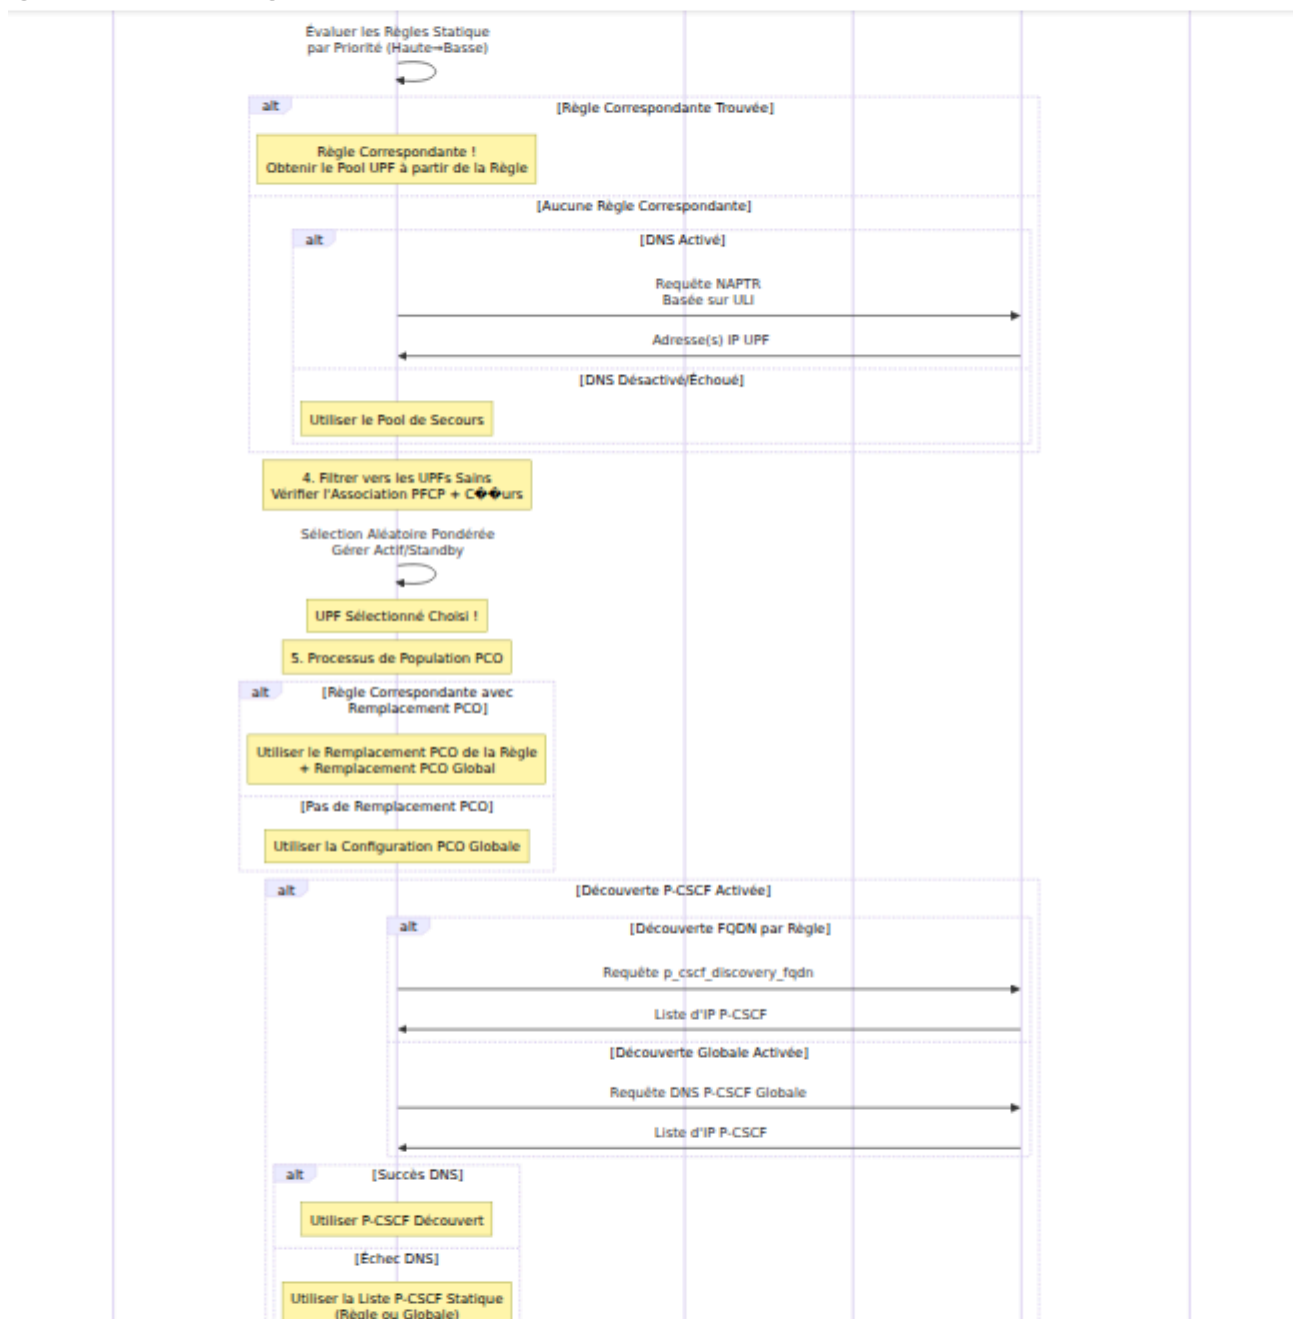 Évaluer les Règles Statique
par Priorité (Haute→Basse)
alt
[Règle Correspondante Trouvée]
Règle Correspondante !
Obtenir le Pool UPF à partir de la Règle
[Aucune Règle Correspondante]
alt
[DNS Activé]
Requête NAPTR
Basée sur ULI
Adresse(s) IP UPF
[DNS Désactivé/Échoué]
Utiliser le Pool de Secours
4. Filtrer vers les UPFs Sains
Vérifier l'Association PFCP + C��urs
Sélection Aléatoire Pondérée
Gérer Actif/Standby
UPF Sélectionné Choisi !
5. Processus de Population PCO
alt
[Règle Correspondante avec
Remplacement PCO]
Utiliser le Remplacement PCO de la Règle
+ Remplacement PCO Global
[Pas de Remplacement PCO]
Utiliser la Configuration PCO Globale
alt
[Découverte P-CSCF Activée]
alt
[Découverte FQDN par Règle]
Requête p_cscf_discovery_fqdn
Liste d'IP P-CSCF
[Découverte Globale Activée]
Requête DNS P-CSCF Globale
Liste d'IP P-CSCF
alt
[Succès DNS]
Utiliser P-CSCF Découvert
[Échec DNS]
Utiliser la Liste P-CSCF Statique
(Règle ou Globale)